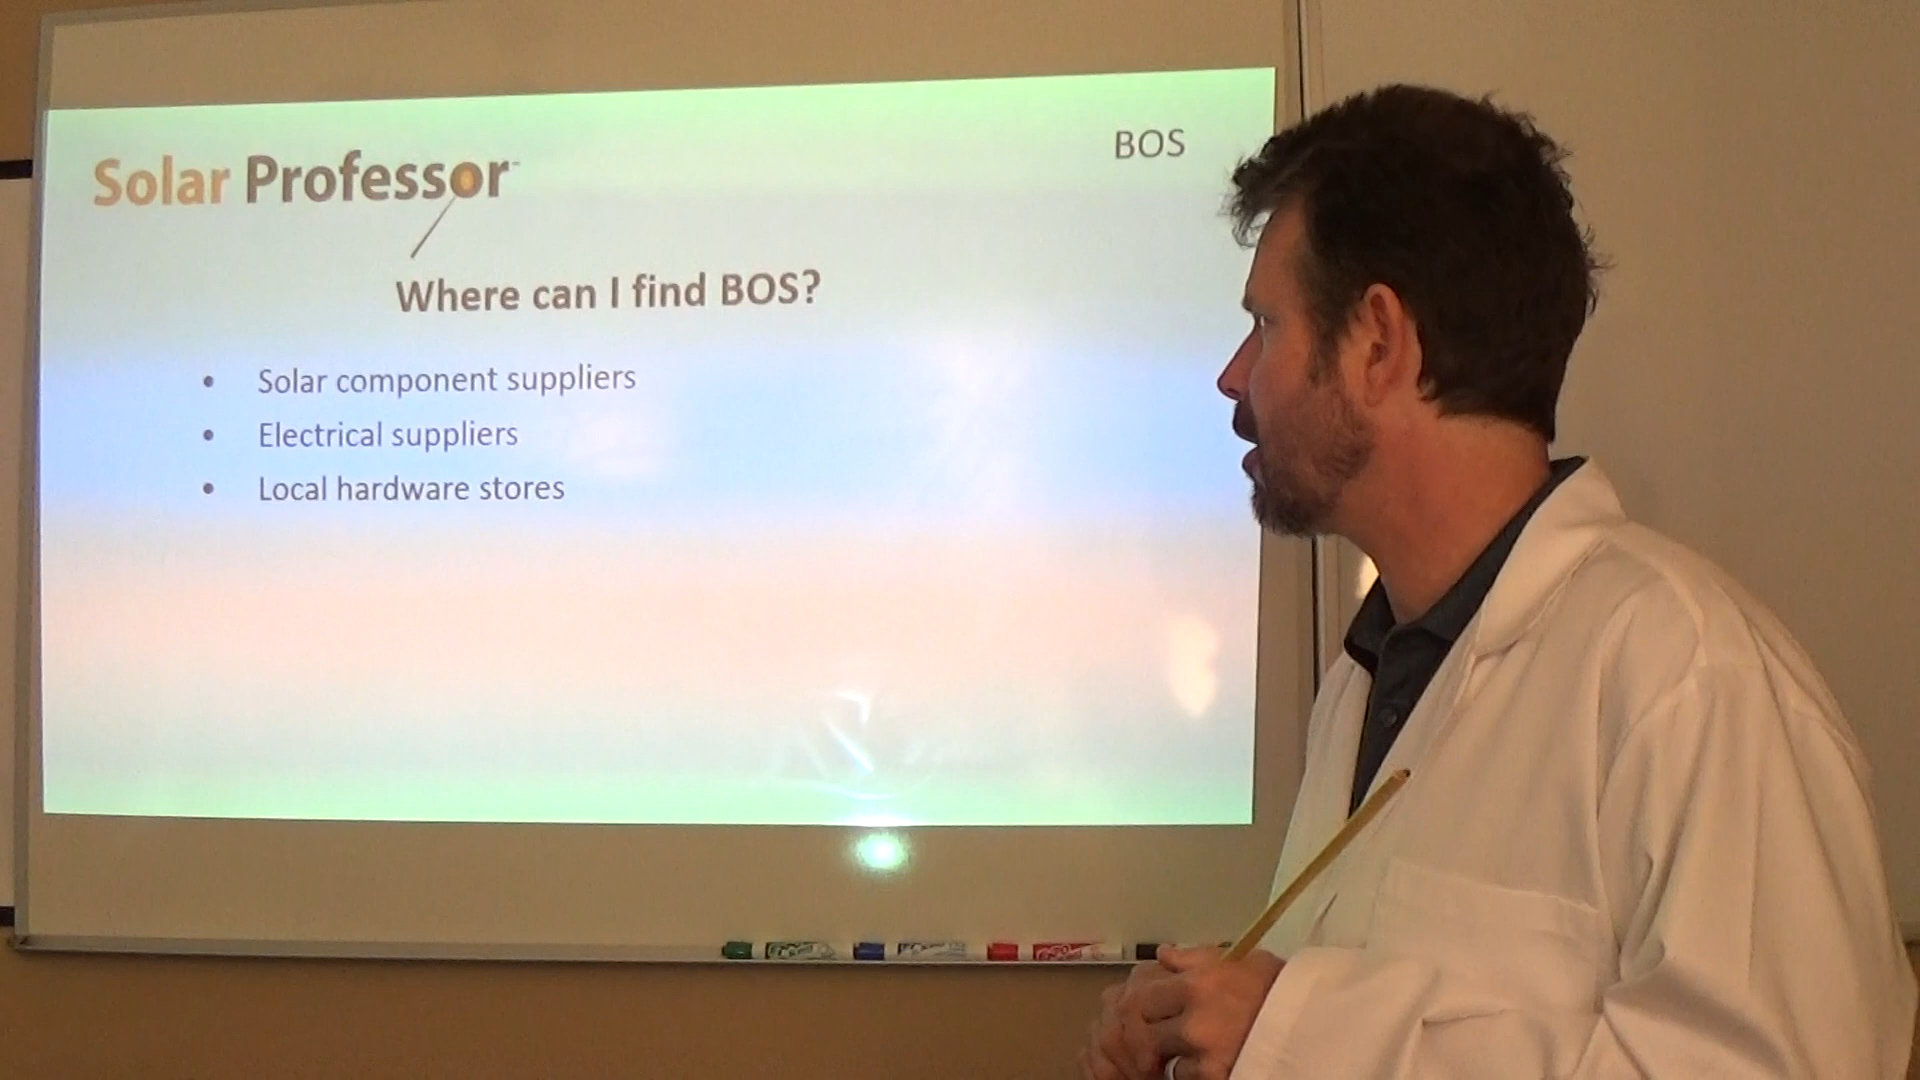 BOS
Solar Professor
Where can I find BOS?
• Solar component suppliers
• Electrical suppliers
• Local hardware stores